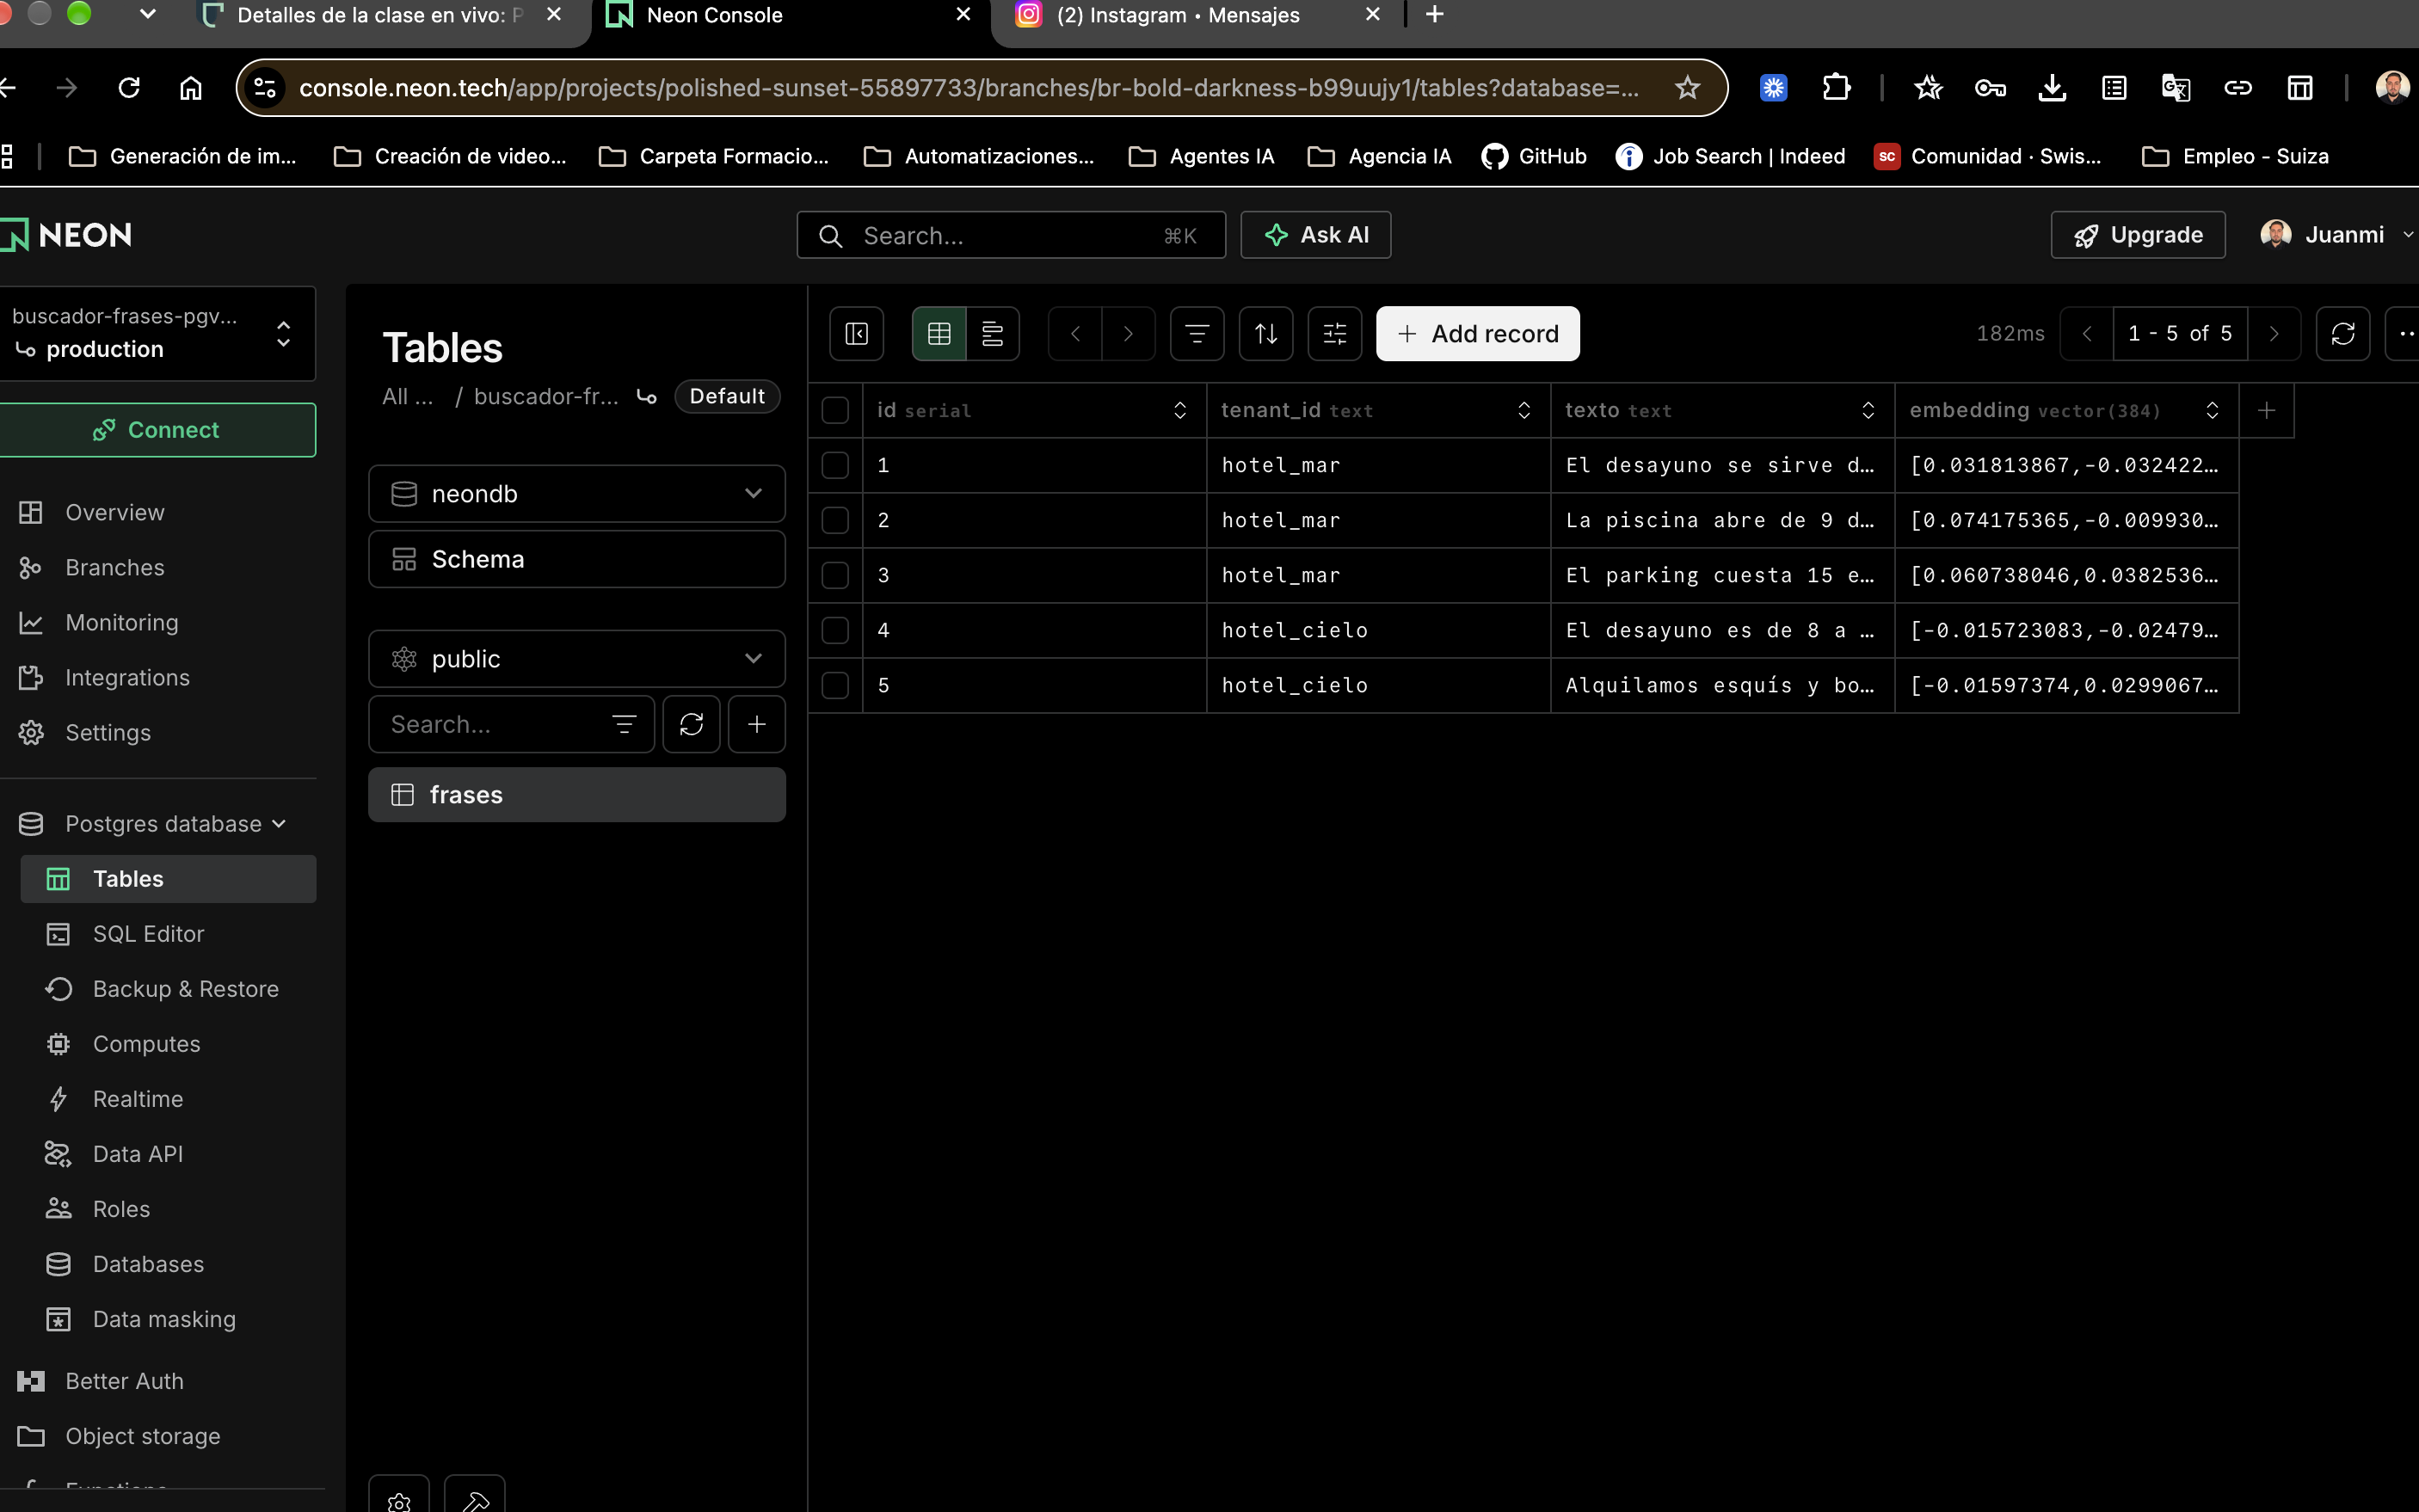 Detalles de la clase en vivo: P
Neon Console
(2) Instagram • Mensajes
console.neon.tech/app/projects/polished-sunset-55897733/branches/br-bold-darkness-b99uujy1/tables?database=...
Generación de im...
Creación de video...
Carpeta Formacio...
Automatizaciones...
Agentes IA
Agencia IA
GitHub
Job Search | Indeed
SC
Comunidad · Swis...
Empleo - Suiza
NEON
Search...
⌘K
Ask AI
Upgrade
Juanmi
buscador-frases-pgv...
production
Connect
Overview
Branches
Monitoring
Integrations
Settings
Postgres database
Tables
SQL Editor
Backup & Restore
Computes
Realtime
Data API
Roles
Databases
Data masking
Better Auth
Object storage
Tables
All ... / buscador-fr... Default
neondb
Schema
public
Search...
frases
Add record
182ms
1 - 5 of 5
id serial tenant_id text texto text embedding vector(384)
1 hotel_mar El desayuno se sirve d... [0.031813867,-0.032422...
2 hotel_mar La piscina abre de 9 d... [0.074175365,-0.009930...
3 hotel_mar El parking cuesta 15 e... [0.060738046,0.0382536...
4 hotel_cielo El desayuno es de 8 a ... [-0.015723083,-0.02479...
5 hotel_cielo Alquilamos esquís y bo... [-0.01597374,0.0299067...